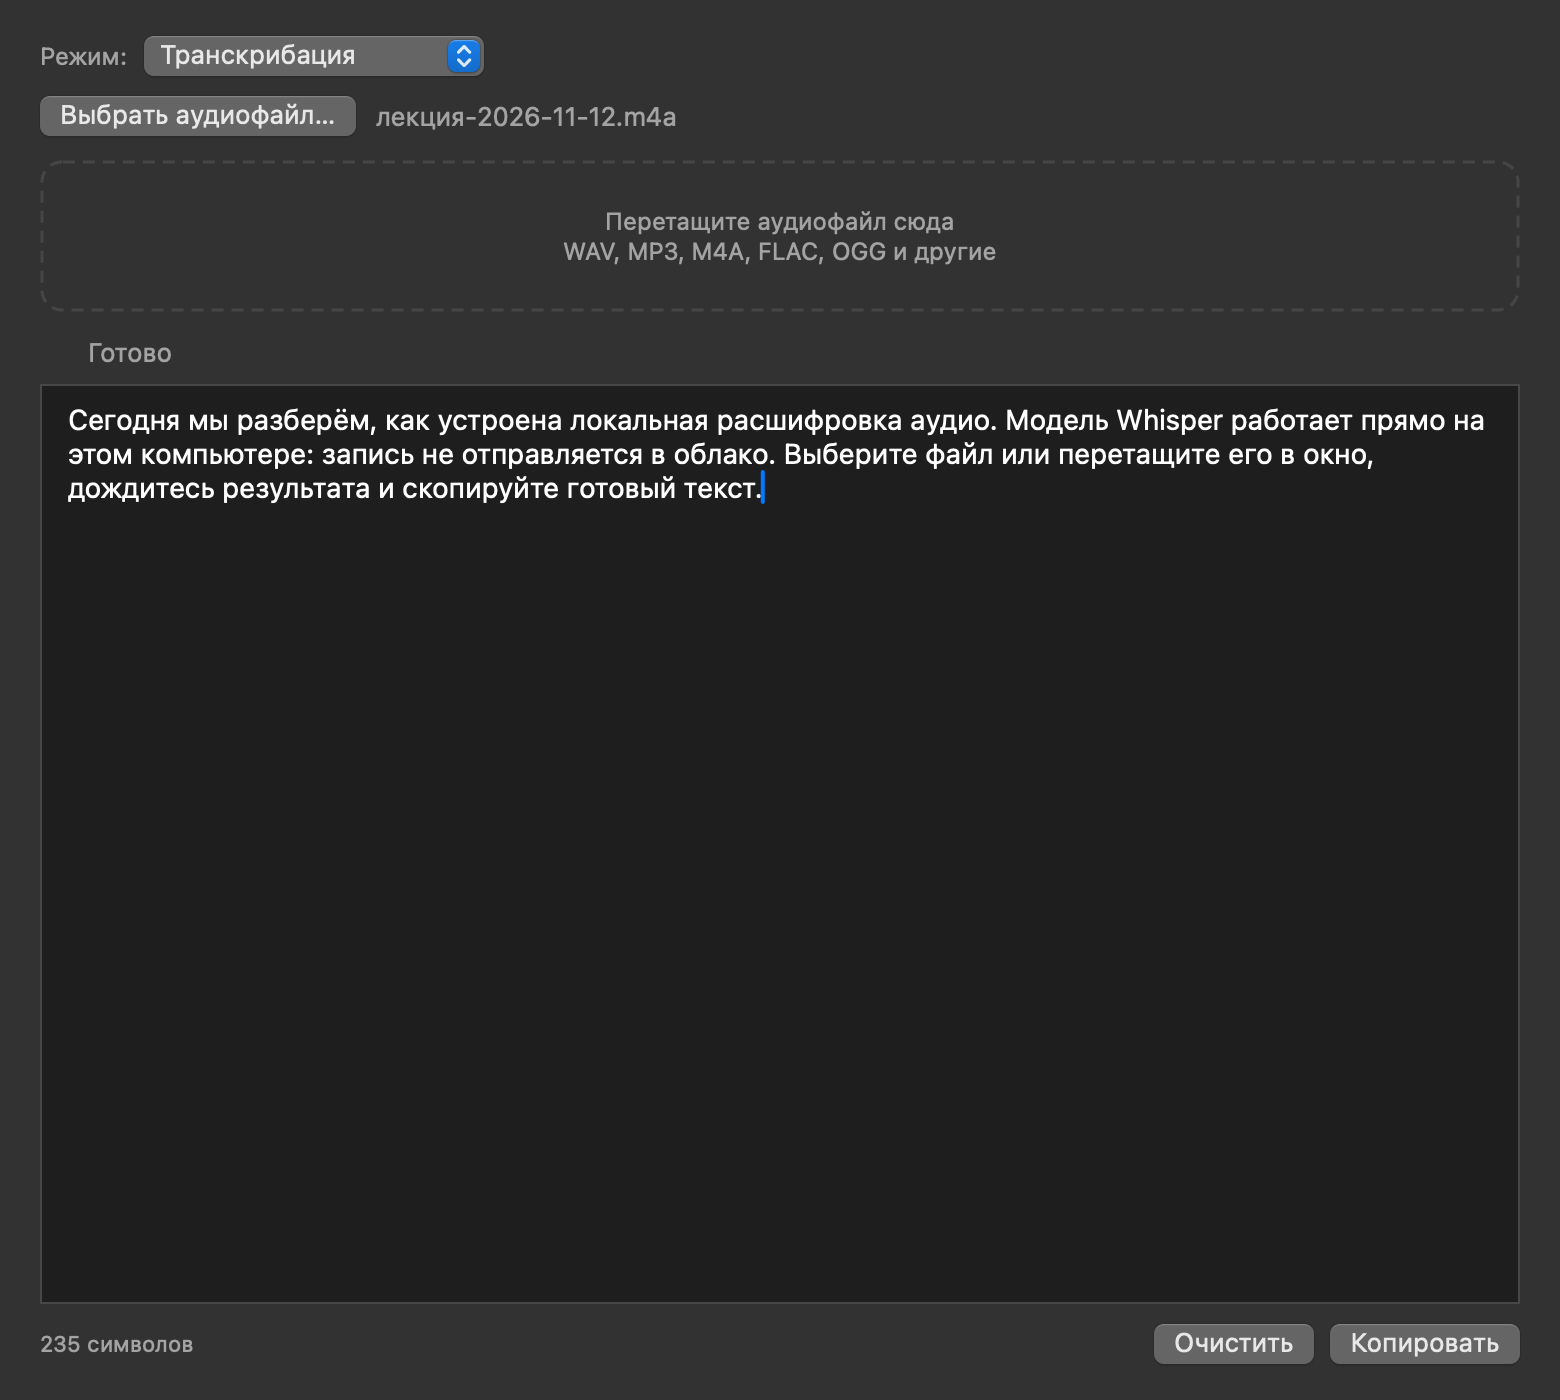 Режим: Транскрибация
Выбрать аудиофайл... лекция-2026-11-12.m4a
Перетащите аудиофайл сюда
WAV, MP3, M4A, FLAC, OGG и другие
Готово
Сегодня мы разберём, как устроена локальная расшифровка аудио. Модель Whisper работает прямо на
этом компьютере: запись не отправляется в облако. Выберите файл или перетащите его в окно,
дождитесь результата и скопируйте готовый текст.
235 символов Очистить Копировать